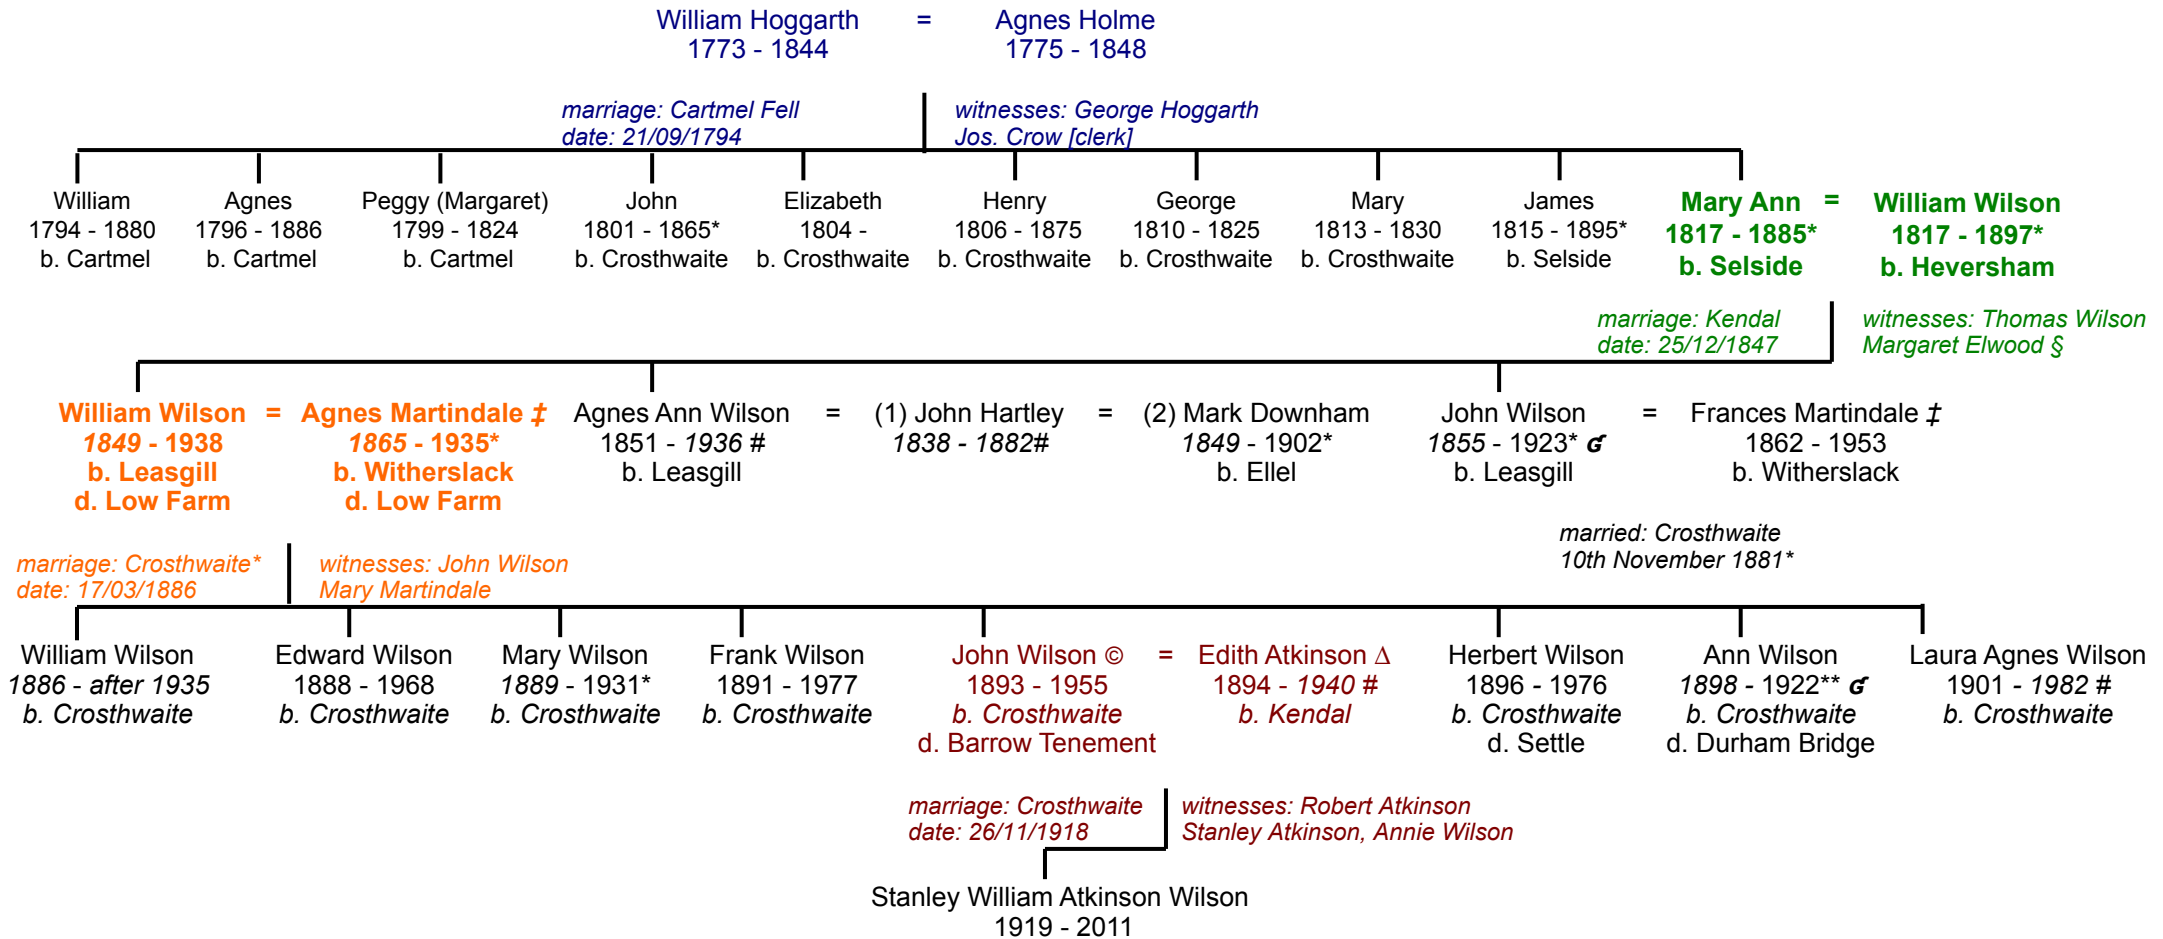 William Hoggarth = Agnes Holme
1773 - 1844 1775 - 1848
marriage: Cartmel Fell witnesses: George Hoggarth
date: 21/09/1794 Jos. Crow [clerk]
William Agnes Peggy (Margaret) John Elizabeth Henry George Mary James Mary Ann = William Wilson
1794 - 1880 1796 - 1886 1799 - 1824 1801 - 1865* 1804 - 1806 - 1875 1810 - 1825 1813 - 1830 1815 - 1895* 1817 - 1885* 1817 - 1897*
b. Cartmel b. Cartmel b. Cartmel b. Crosthwaite b. Crosthwaite b. Crosthwaite b. Crosthwaite b. Crosthwaite b. Selside b. Selside b. Heversham
marriage: Kendal witnesses: Thomas Wilson
date: 25/12/1847 Margaret Elwood §
William Wilson = Agnes Martindale ‡ Agnes Ann Wilson = (1) John Hartley = (2) Mark Downham John Wilson = Frances Martindale ‡
1849 - 1938 1865 - 1935* 1851 - 1936 # 1838 - 1882# 1849 - 1902* 1855 - 1923* 1862 - 1953
b. Leasgill b. Witherslack b. Leasgill b. Ellel b. Leasgill b. Witherslack
d. Low Farm d. Low Farm
married: Crosthwaite
10th November 1881*
marriage: Crosthwaite* witnesses: John Wilson
date: 17/03/1886 Mary Martindale
William Wilson Edward Wilson Mary Wilson Frank Wilson John Wilson © = Edith Atkinson Δ Herbert Wilson Ann Wilson Laura Agnes Wilson
1886 - after 1935 1888 - 1968 1889 - 1931* 1891 - 1977 1893 - 1955 1894 - 1940 # 1896 - 1976 1898 - 1922** 1901 - 1982 #
b. Crosthwaite b. Crosthwaite b. Crosthwaite b. Crosthwaite b. Crosthwaite b. Kendal b. Crosthwaite b. Crosthwaite b. Crosthwaite
d. Barrow Tenement d. Settle d. Durham Bridge
marriage: Crosthwaite witnesses: Robert Atkinson
date: 26/11/1918 Stanley Atkinson, Annie Wilson
Stanley William Atkinson Wilson
1919 - 2011